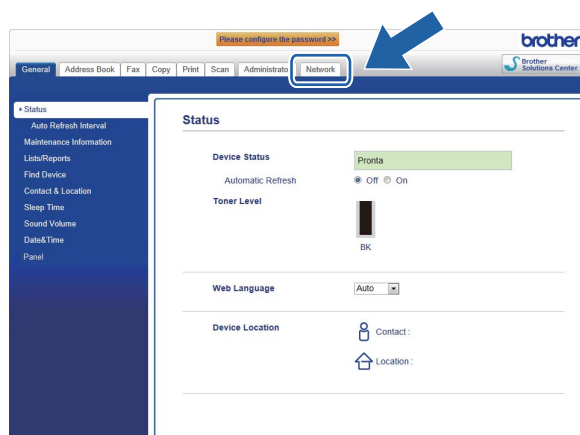 Please configure the password >>
brother
General Address Book Fax Copy Print Scan Administrato Network
Brother
Solutions Center
Status
Auto Refresh Interval
Maintenance Information
Lists/Reports
Find Device
Contact & Location
Sleep Time
Sound Volume
Date&Time
Panel
Status
Device Status Pronta
Automatic Refresh Off On
Toner Level
BK
Web Language Auto
Device Location Contact :
Location :